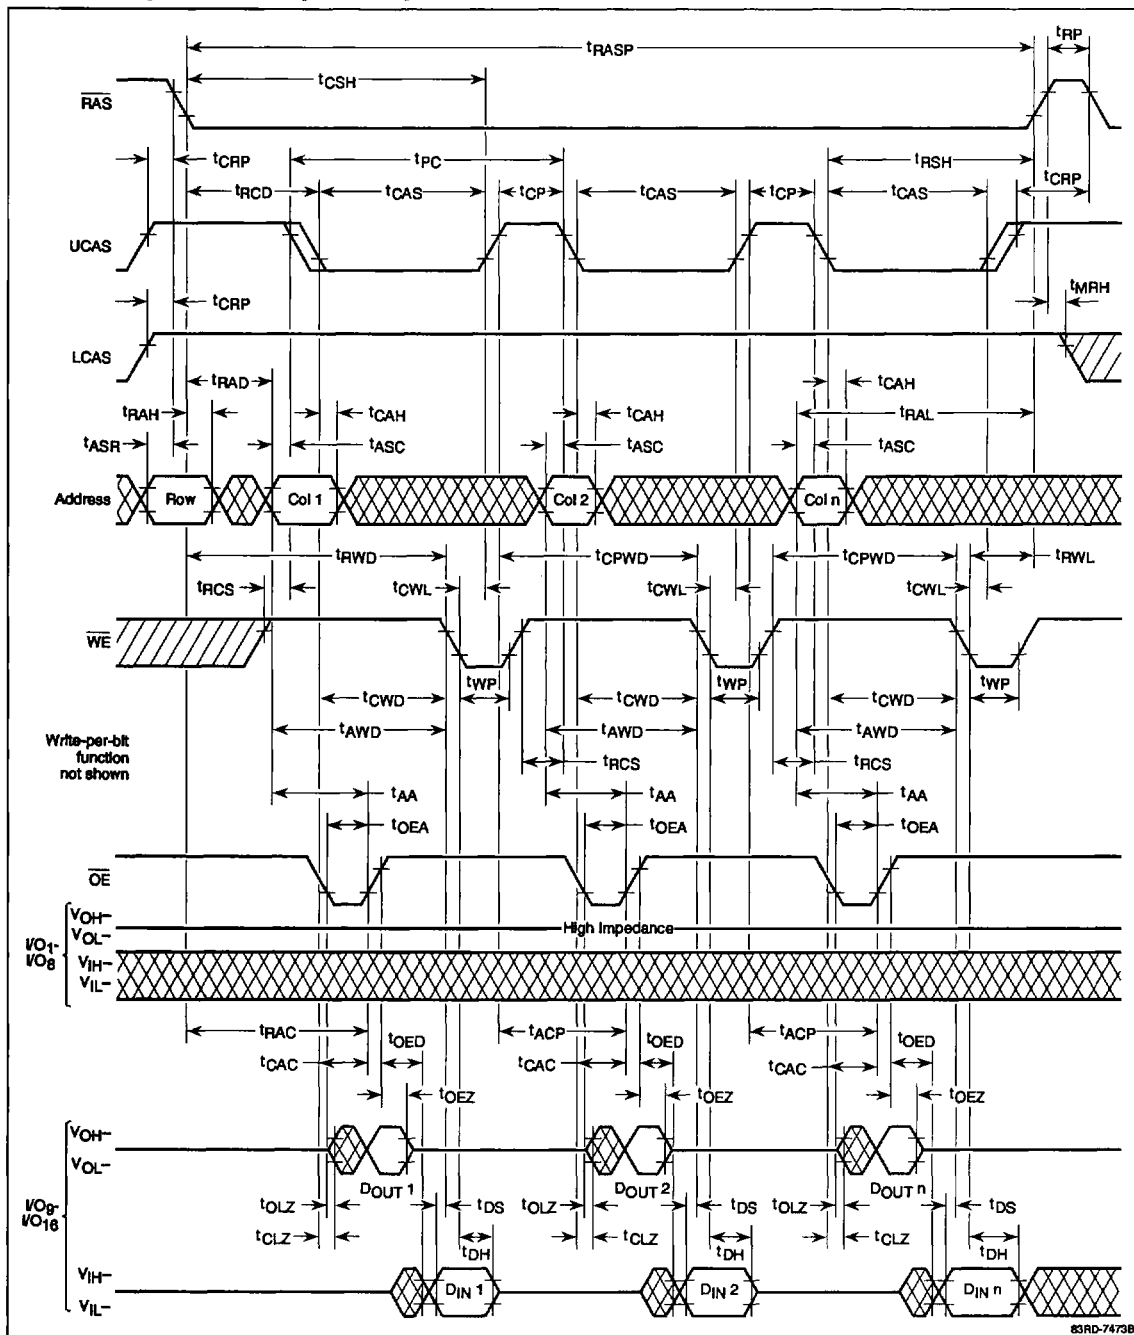 tRASP tRP
tCSH
RAS
tCRP tPC tRSH
tRCD tCAS tCP tCAS tCP tCAS tCRP
UCAS
tCRP tMRH
LCAS
tRAD tCAH tCAH tCAH
tRAH tRAL
tASR tASC tASC tASC
Address Row Col 1 Col 2 Col n
tRWD tCPWD tCPWD tRWL
tRCS tCWL tCWL tCWL
WE
tWP tWP tWP
tCWD tCWD tCWD
tAWD tAWD tAWD
Write-per-bit
function
not shown
tRCS tRCS
tAA tAA tAA
tOEA tOEA tOEA
OE
VOH–
I/O1- VOL– High Impedance
I/O8 VIH–
VIL–
tRAC tACP tACP
tOED tOED tOED
tCAC tCAC tCAC
tOEZ tOEZ tOEZ
VOH–
VOL–
DOUT 1 DOUT 2 DOUT n
I/O9-
I/O16
tOLZ tDS tOLZ tDS tOLZ tDS
tCLZ tDH tCLZ tDH tCLZ tDH
VIH–
VIL–
DIN 1 DIN 2 DIN n
83RD-7473B